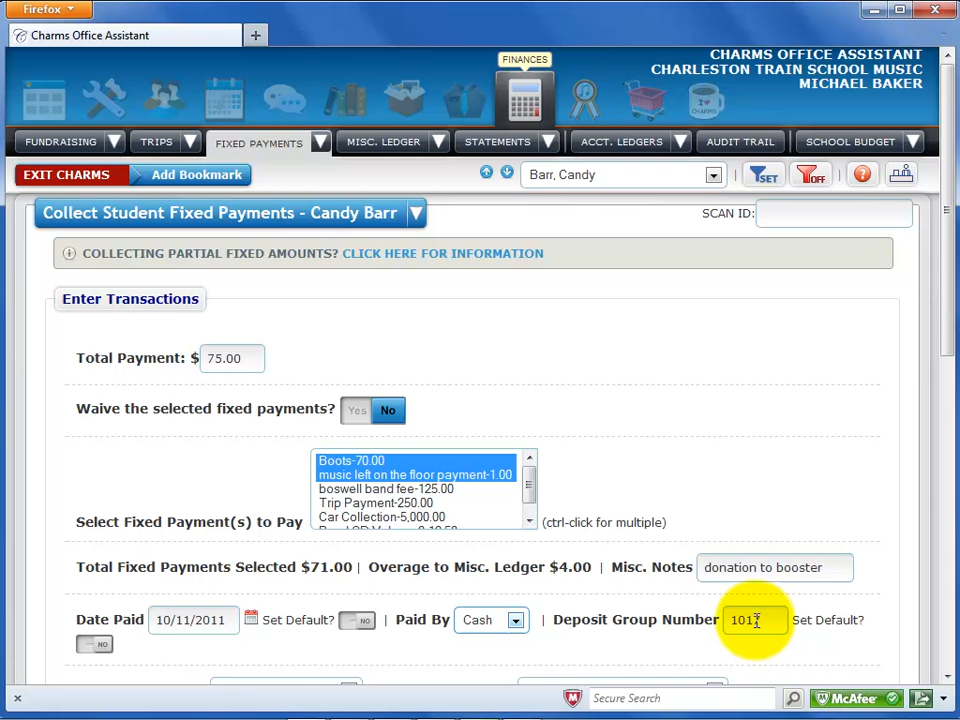 Firefox
Charms Office Assistant
FINANCES
CHARMS OFFICE ASSISTANT
CHARLESTON TRAIN SCHOOL MUSIC
MICHAEL BAKER
I ♥ CHARMS
FUNDRAISING TRIPS FIXED PAYMENTS MISC. LEDGER STATEMENTS ACCT. LEDGERS AUDIT TRAIL SCHOOL BUDGET
EXIT CHARMS Add Bookmark Barr, Candy SET OFF ?
Collect Student Fixed Payments - Candy Barr SCAN ID:
COLLECTING PARTIAL FIXED AMOUNTS? CLICK HERE FOR INFORMATION
Enter Transactions
Total Payment: $ 75.00
Waive the selected fixed payments? Yes No
Boots-70.00
music left on the floor payment-1.00
boswell band fee-125.00
Trip Payment-250.00
Car Collection-5,000.00
Select Fixed Payment(s) to Pay (ctrl-click for multiple)
Total Fixed Payments Selected $71.00 | Overage to Misc. Ledger $4.00 | Misc. Notes donation to booster
Date Paid 10/11/2011 Set Default? NO | Paid By Cash | Deposit Group Number 101 Set Default?
NO
Secure Search McAfee